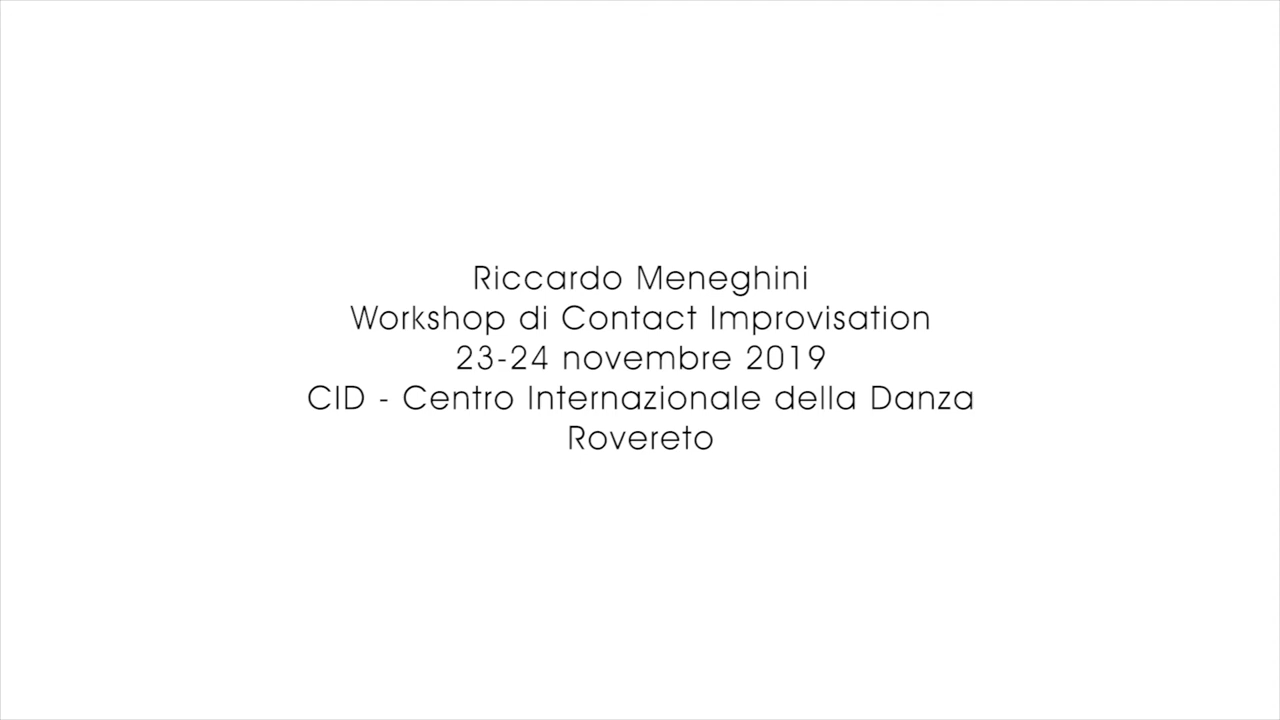 Riccardo Meneghini
Workshop di Contact Improvisation
23-24 novembre 2019
CID - Centro Internazionale della Danza
Rovereto